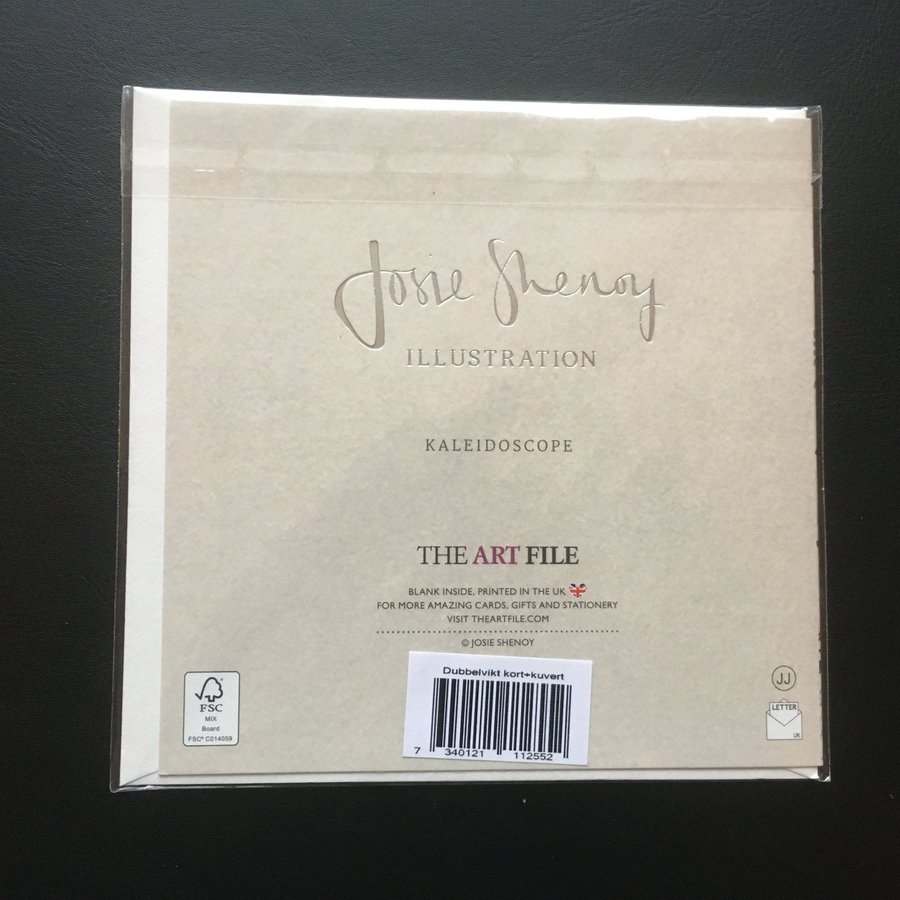 Josie Shenoy
ILLUSTRATION
KALEIDOSCOPE
THE ART FILE
BLANK INSIDE, PRINTED IN THE UK
FOR MORE AMAZING CARDS, GIFTS AND STATIONERY
VISIT THEARTFILE.COM
© JOSIE SHENOY
Dubbelvikt kort+kuvert
7 340121 112552
FSC
MIX
Board
FSC® C014059
JJ
LETTER
UK